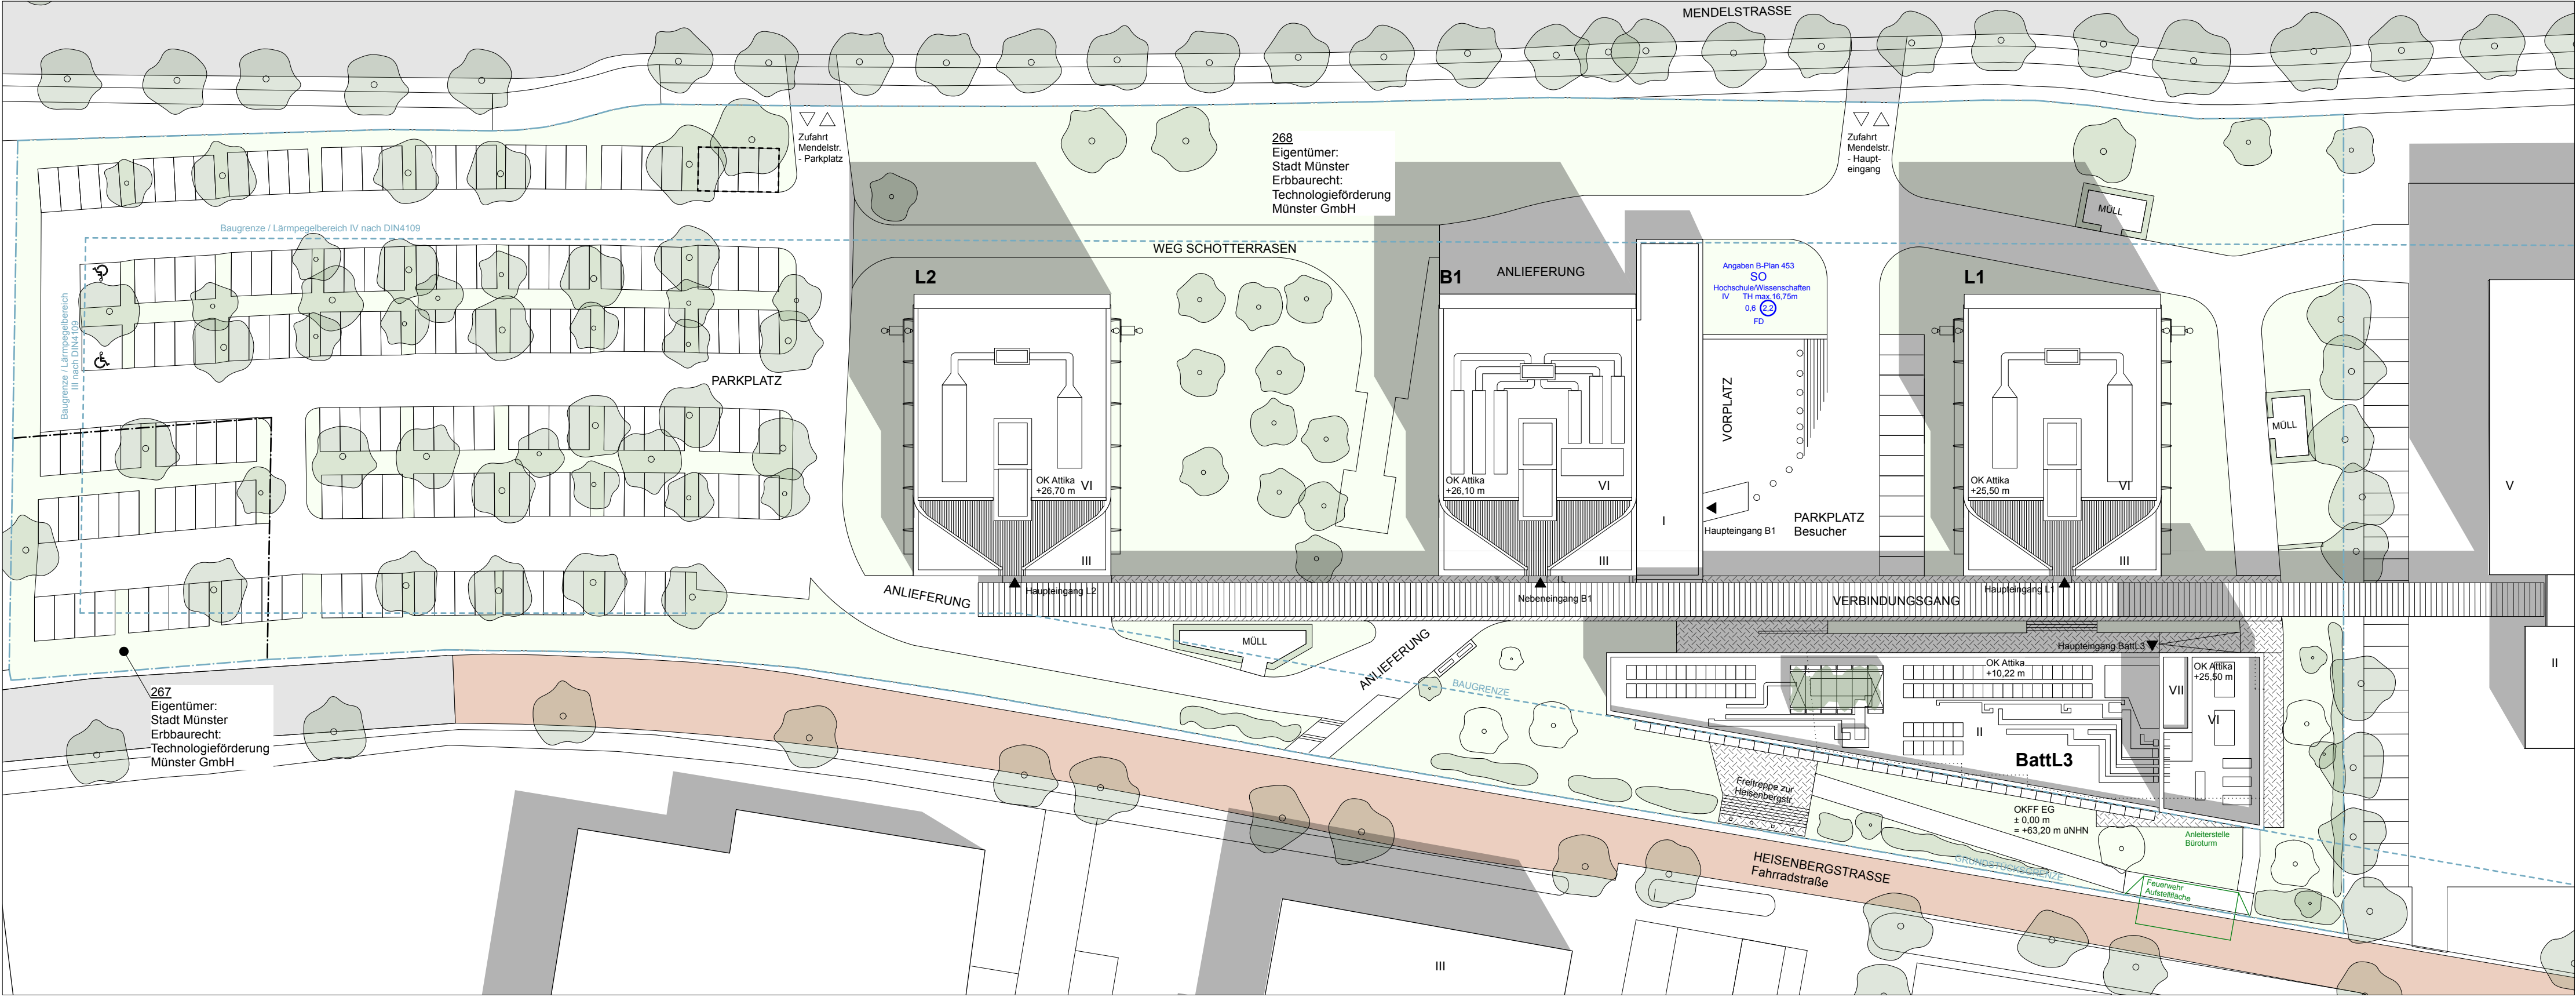 MENDELSTRASSE
Zufahrt
Mendelstr.
- Parkplatz
268
Eigentümer:
Stadt Münster
Erbbaurecht:
Technologieförderung
Münster GmbH
Zufahrt
Mendelstr.
- Haupt-
eingang
MÜLL
Baugrenze / Lärmpegelbereich IV nach DIN4109
WEG SCHOTTERRASEN
L2
B1
ANLIEFERUNG
Angaben B-Plan 453
SO
Hochschule/Wissenschaften
IV TH max.16,75m
0,6 2,2
FD
L1
Baugrenze / Lärmpegelbereich
III nach DIN4109
PARKPLATZ
VORPLATZ
MÜLL
OK Attika
+26,70 m
VI
OK Attika
+26,10 m
VI
OK Attika
+25,50 m
VI
V
I
Haupteingang B1
PARKPLATZ
Besucher
III
III
III
ANLIEFERUNG
Haupteingang L2
Nebeneingang B1
VERBINDUNGSGANG
Haupteingang L1
MÜLL
ANLIEFERUNG
Haupteingang BattL3
OK Attika
+10,22 m
OK Attika
+25,50 m
II
267
Eigentümer:
Stadt Münster
Erbbaurecht:
Technologieförderung
Münster GmbH
BAUGRENZE
VII
VI
II
BattL3
Freitreppe zur
Heisenbergstr.
OKFF EG
± 0,00 m
= +63,20 m üNHN
Anleiterstelle
Büroturm
HEISENBERGSTRASSE
Fahrradstraße
GRUNDSTÜCKSGRENZE
Feuerwehr
Aufstellfläche
III